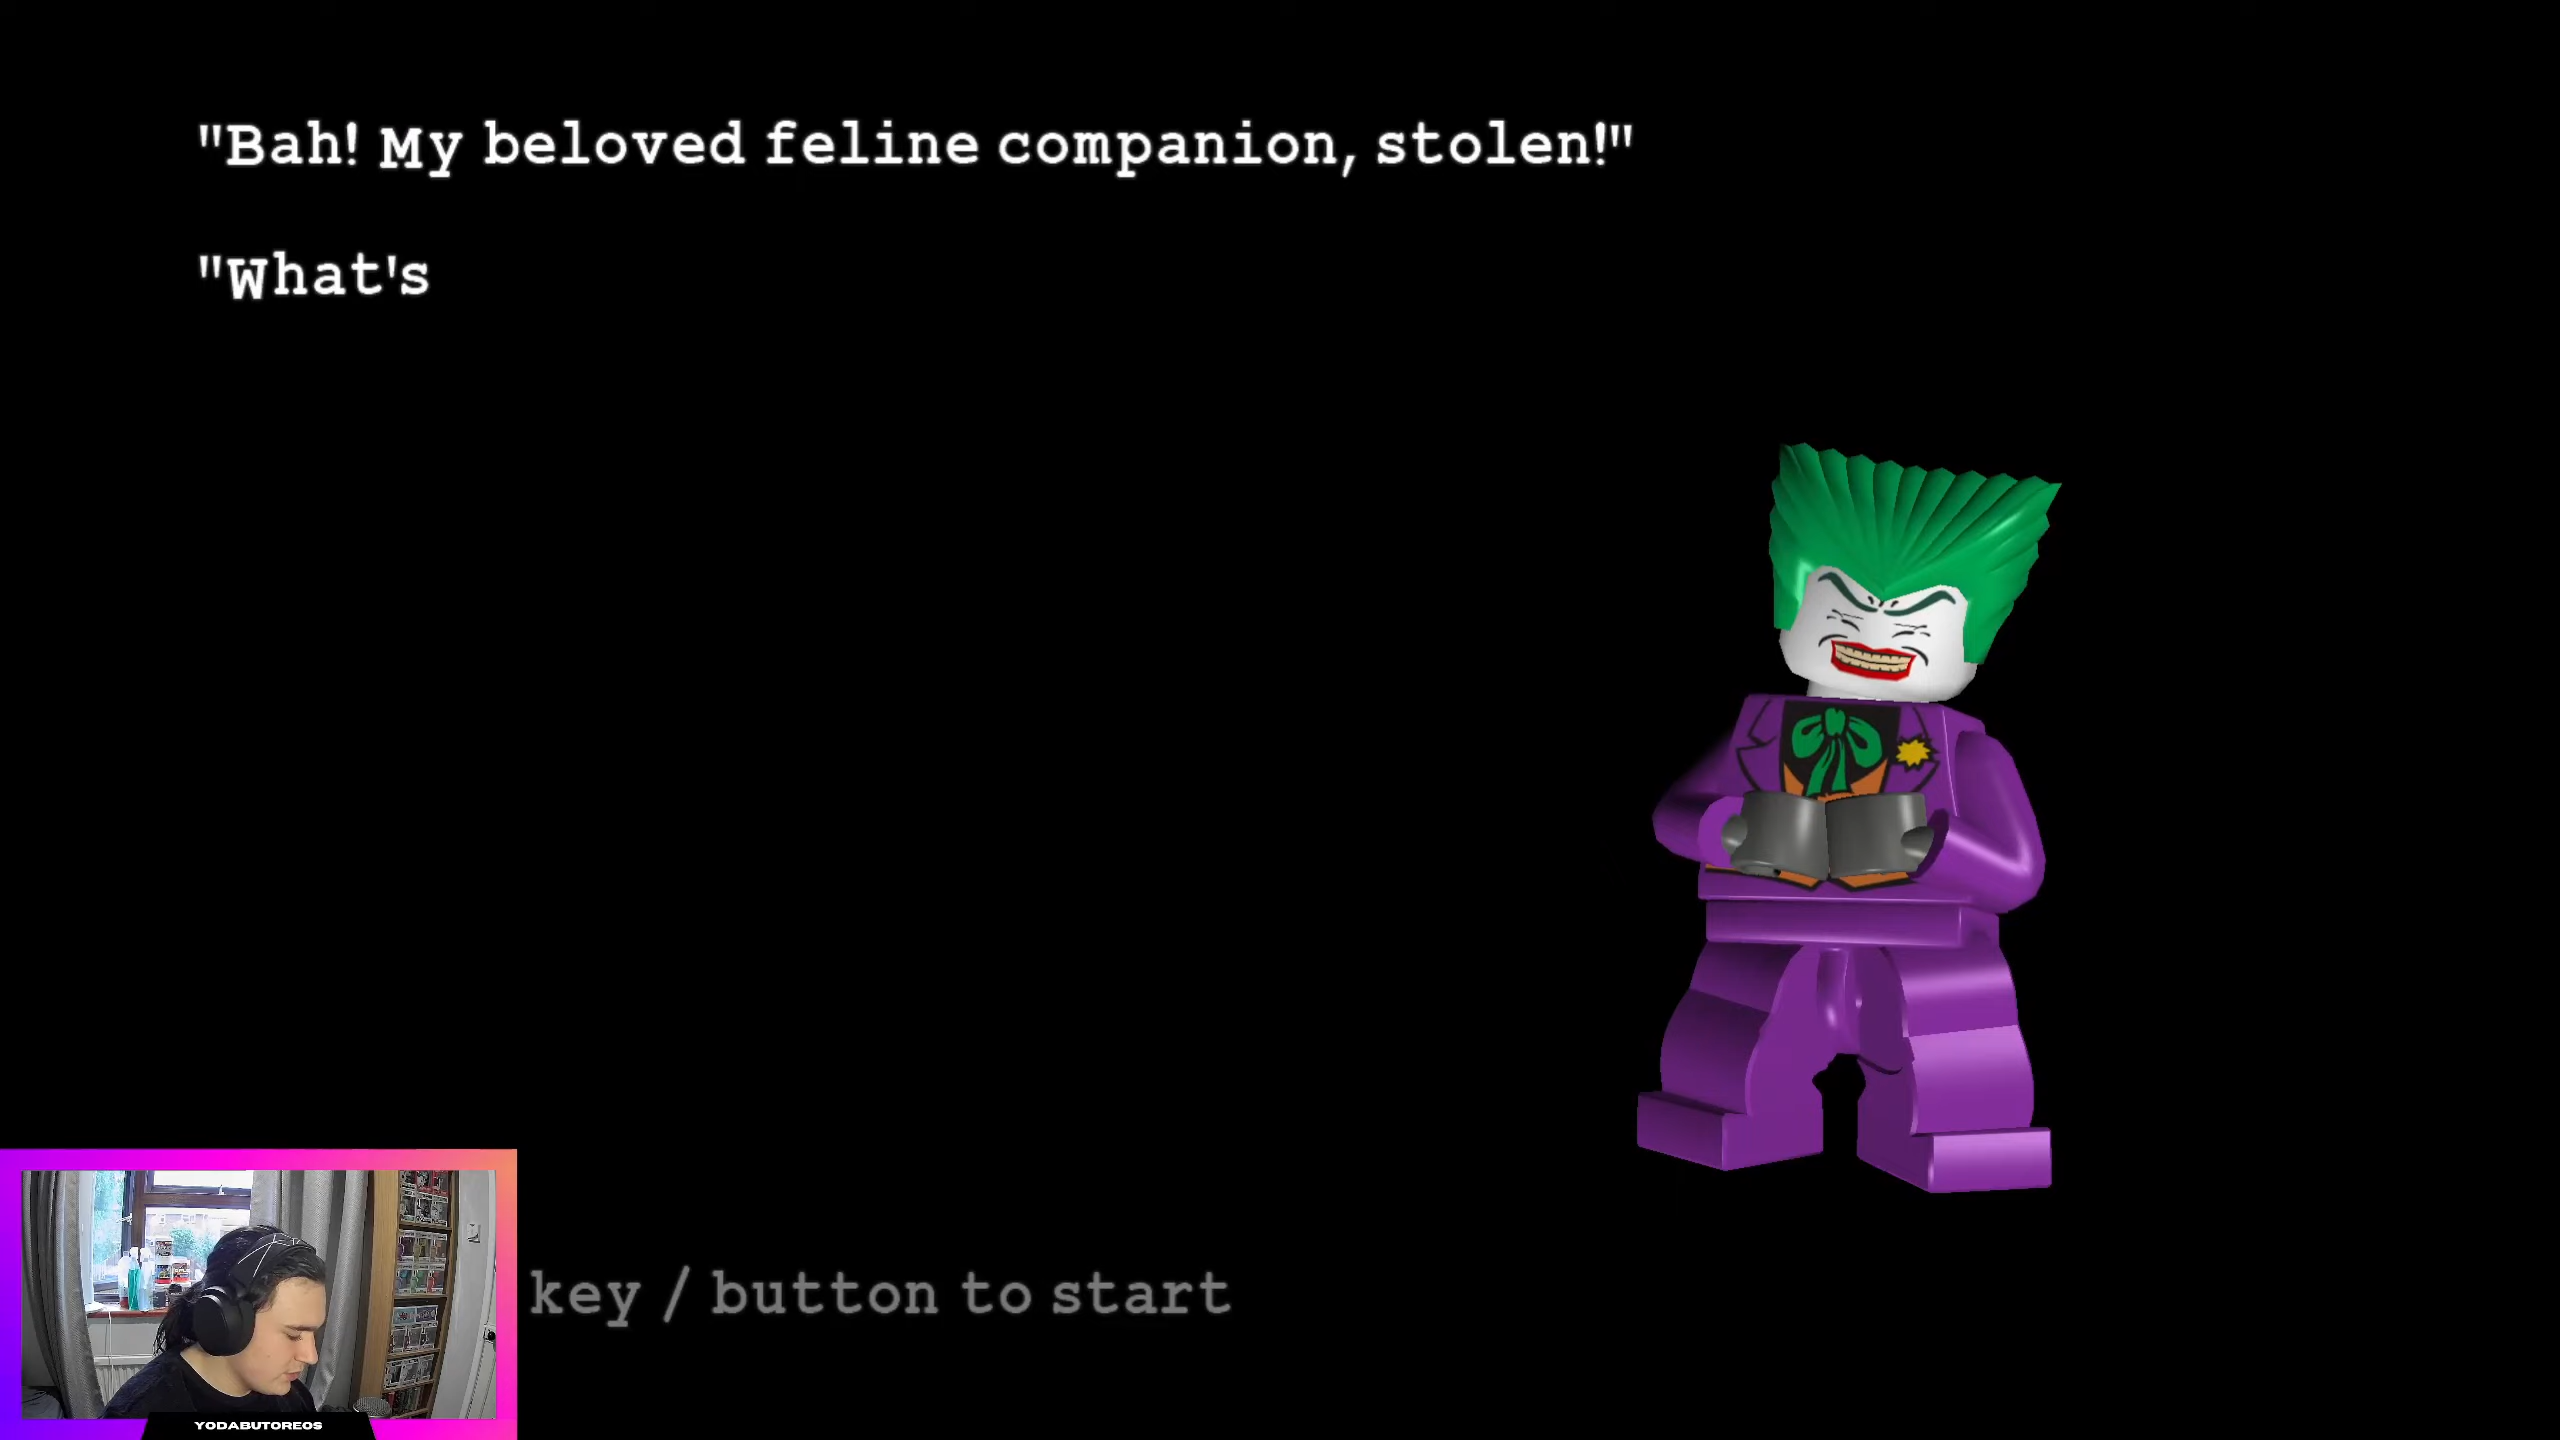 "Bah! My beloved feline companion, stolen!"
"What's
key / button to start
YODABUTOREOS